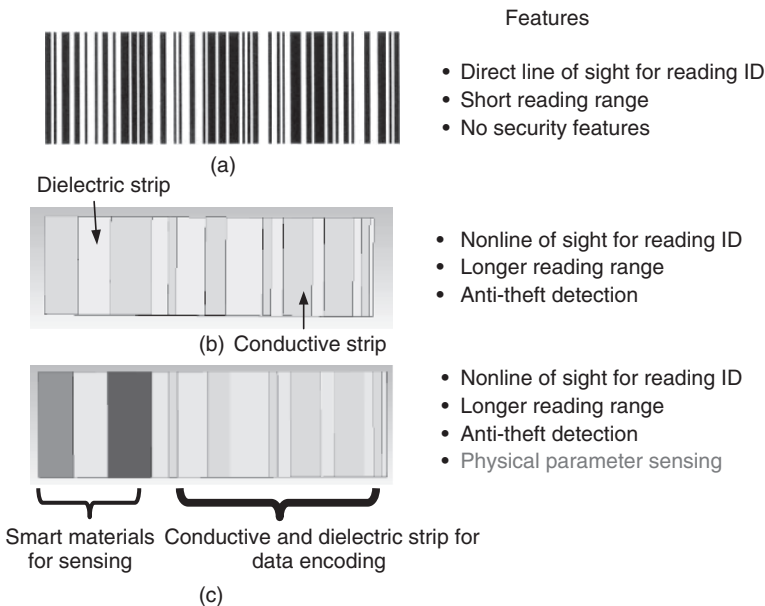 Features
• Direct line of sight for reading ID
• Short reading range
• No security features
(a)
Dielectric strip
• Nonline of sight for reading ID
• Longer reading range
• Anti-theft detection
(b) Conductive strip
• Nonline of sight for reading ID
• Longer reading range
• Anti-theft detection
• Physical parameter sensing
Smart materials
for sensing
Conductive and dielectric strip for
data encoding
(c)